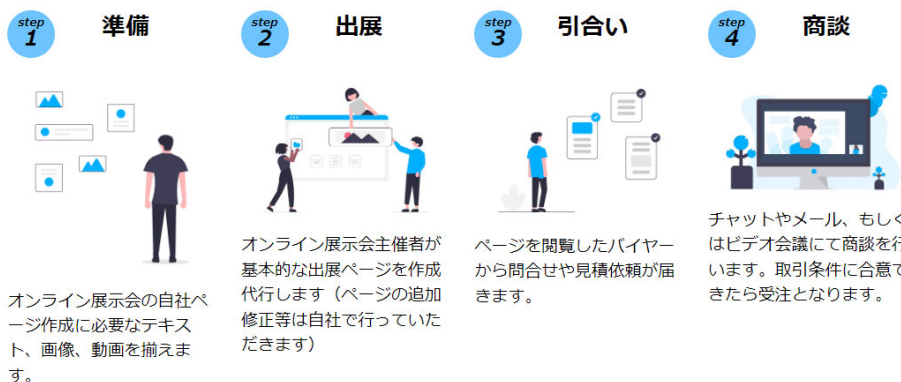 step
1
準備
オンライン展示会の自社ペ
ージ作成に必要なテキス
ト、画像、動画を揃えま
す。
step
2
出展
オンライン展示会主催者が
基本的な出展ページを作成
代行します（ページの追加
修正等は自社で行っていた
だきます）
step
3
引合い
ページを閲覧したバイヤー
から問合せや見積依頼が届
きます。
step
4
商談
チャットやメール、もしく
はビデオ会議にて商談を行
います。取引条件に合意で
きたら受注となります。